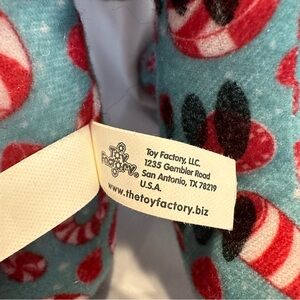 Toy
Factory
Toy Factory, LLC.
1235 Gembler Road
San Antonio, TX 78219
U.S.A.
www.thetoyfactory.biz